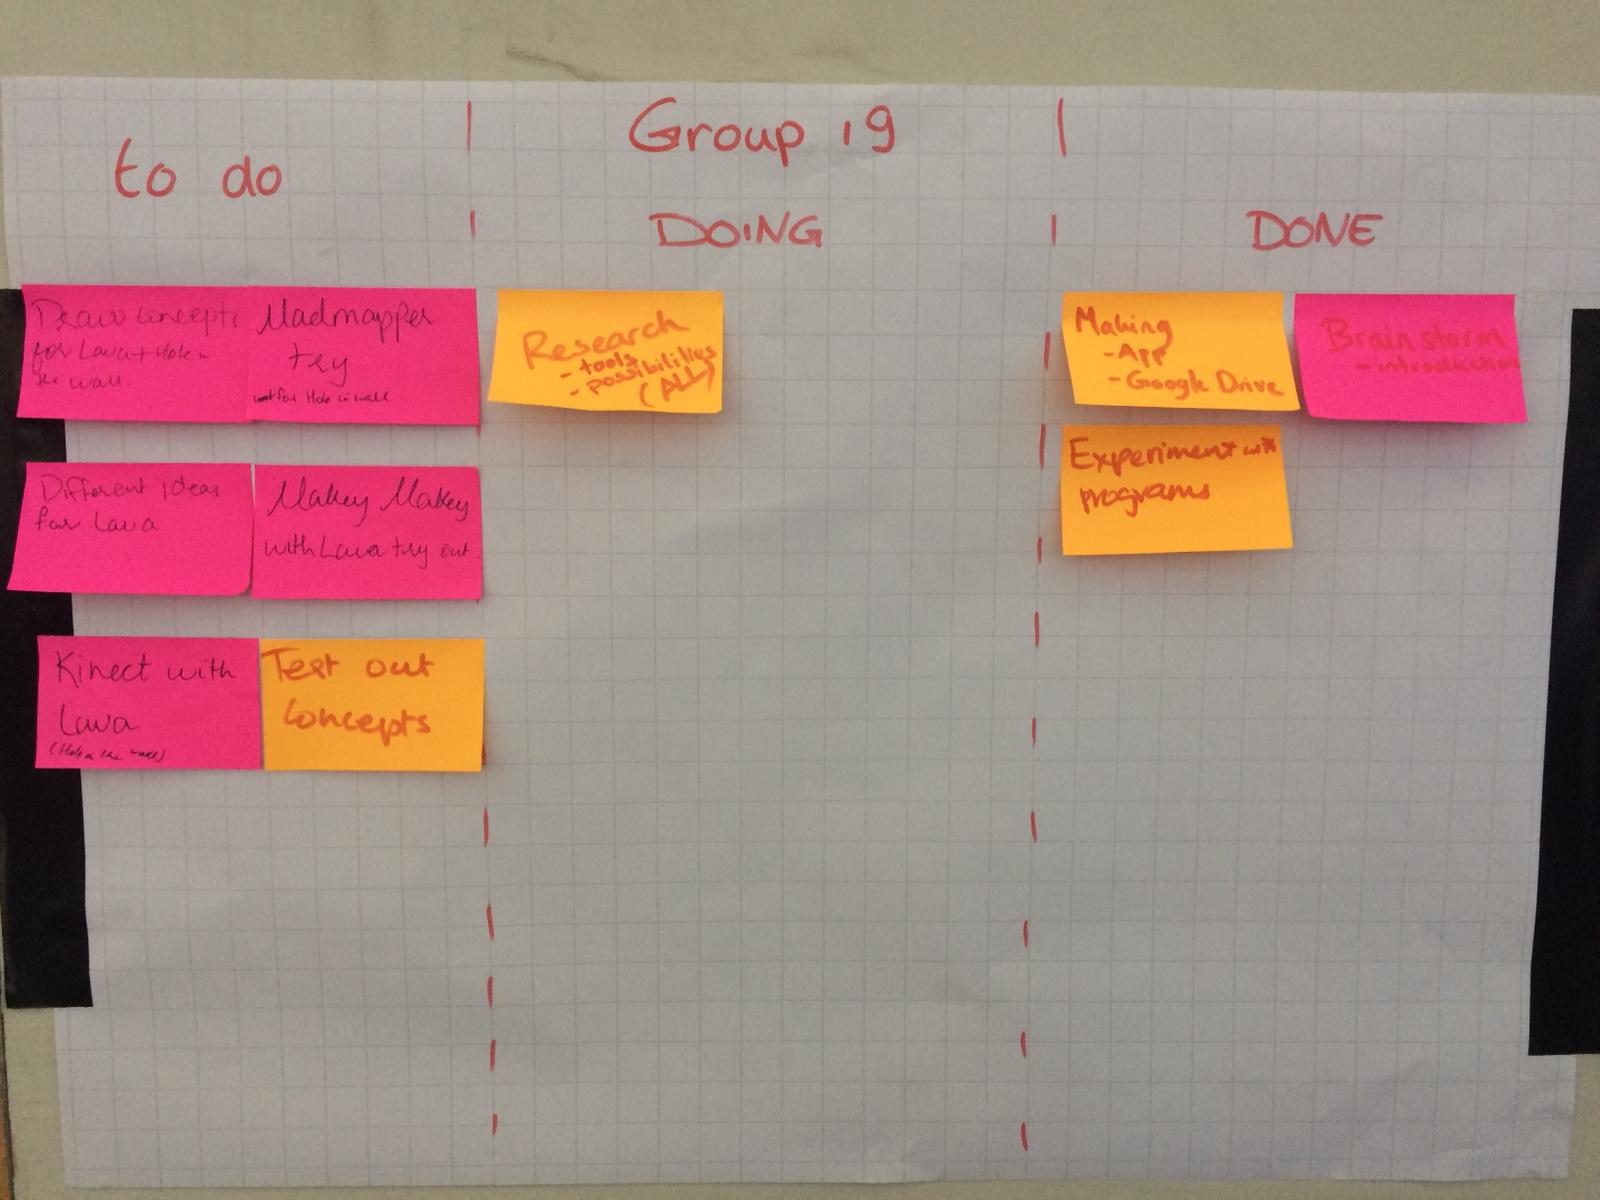 Group 19
to do
DOING
DONE
Draw Concepts
for Lava + Hole in
the wall.
Madmapper
try
for Hole in wall
Different ideas
for Lava
Makey Makey
with Lava try out.
Kinect with
Lava
(Hole in the wall)
Test out
Concepts
Research
- tools
- possibilities
(ALL)
Making
- App
- Google Drive
Brainstorm
- introduction
Experiment with
programs